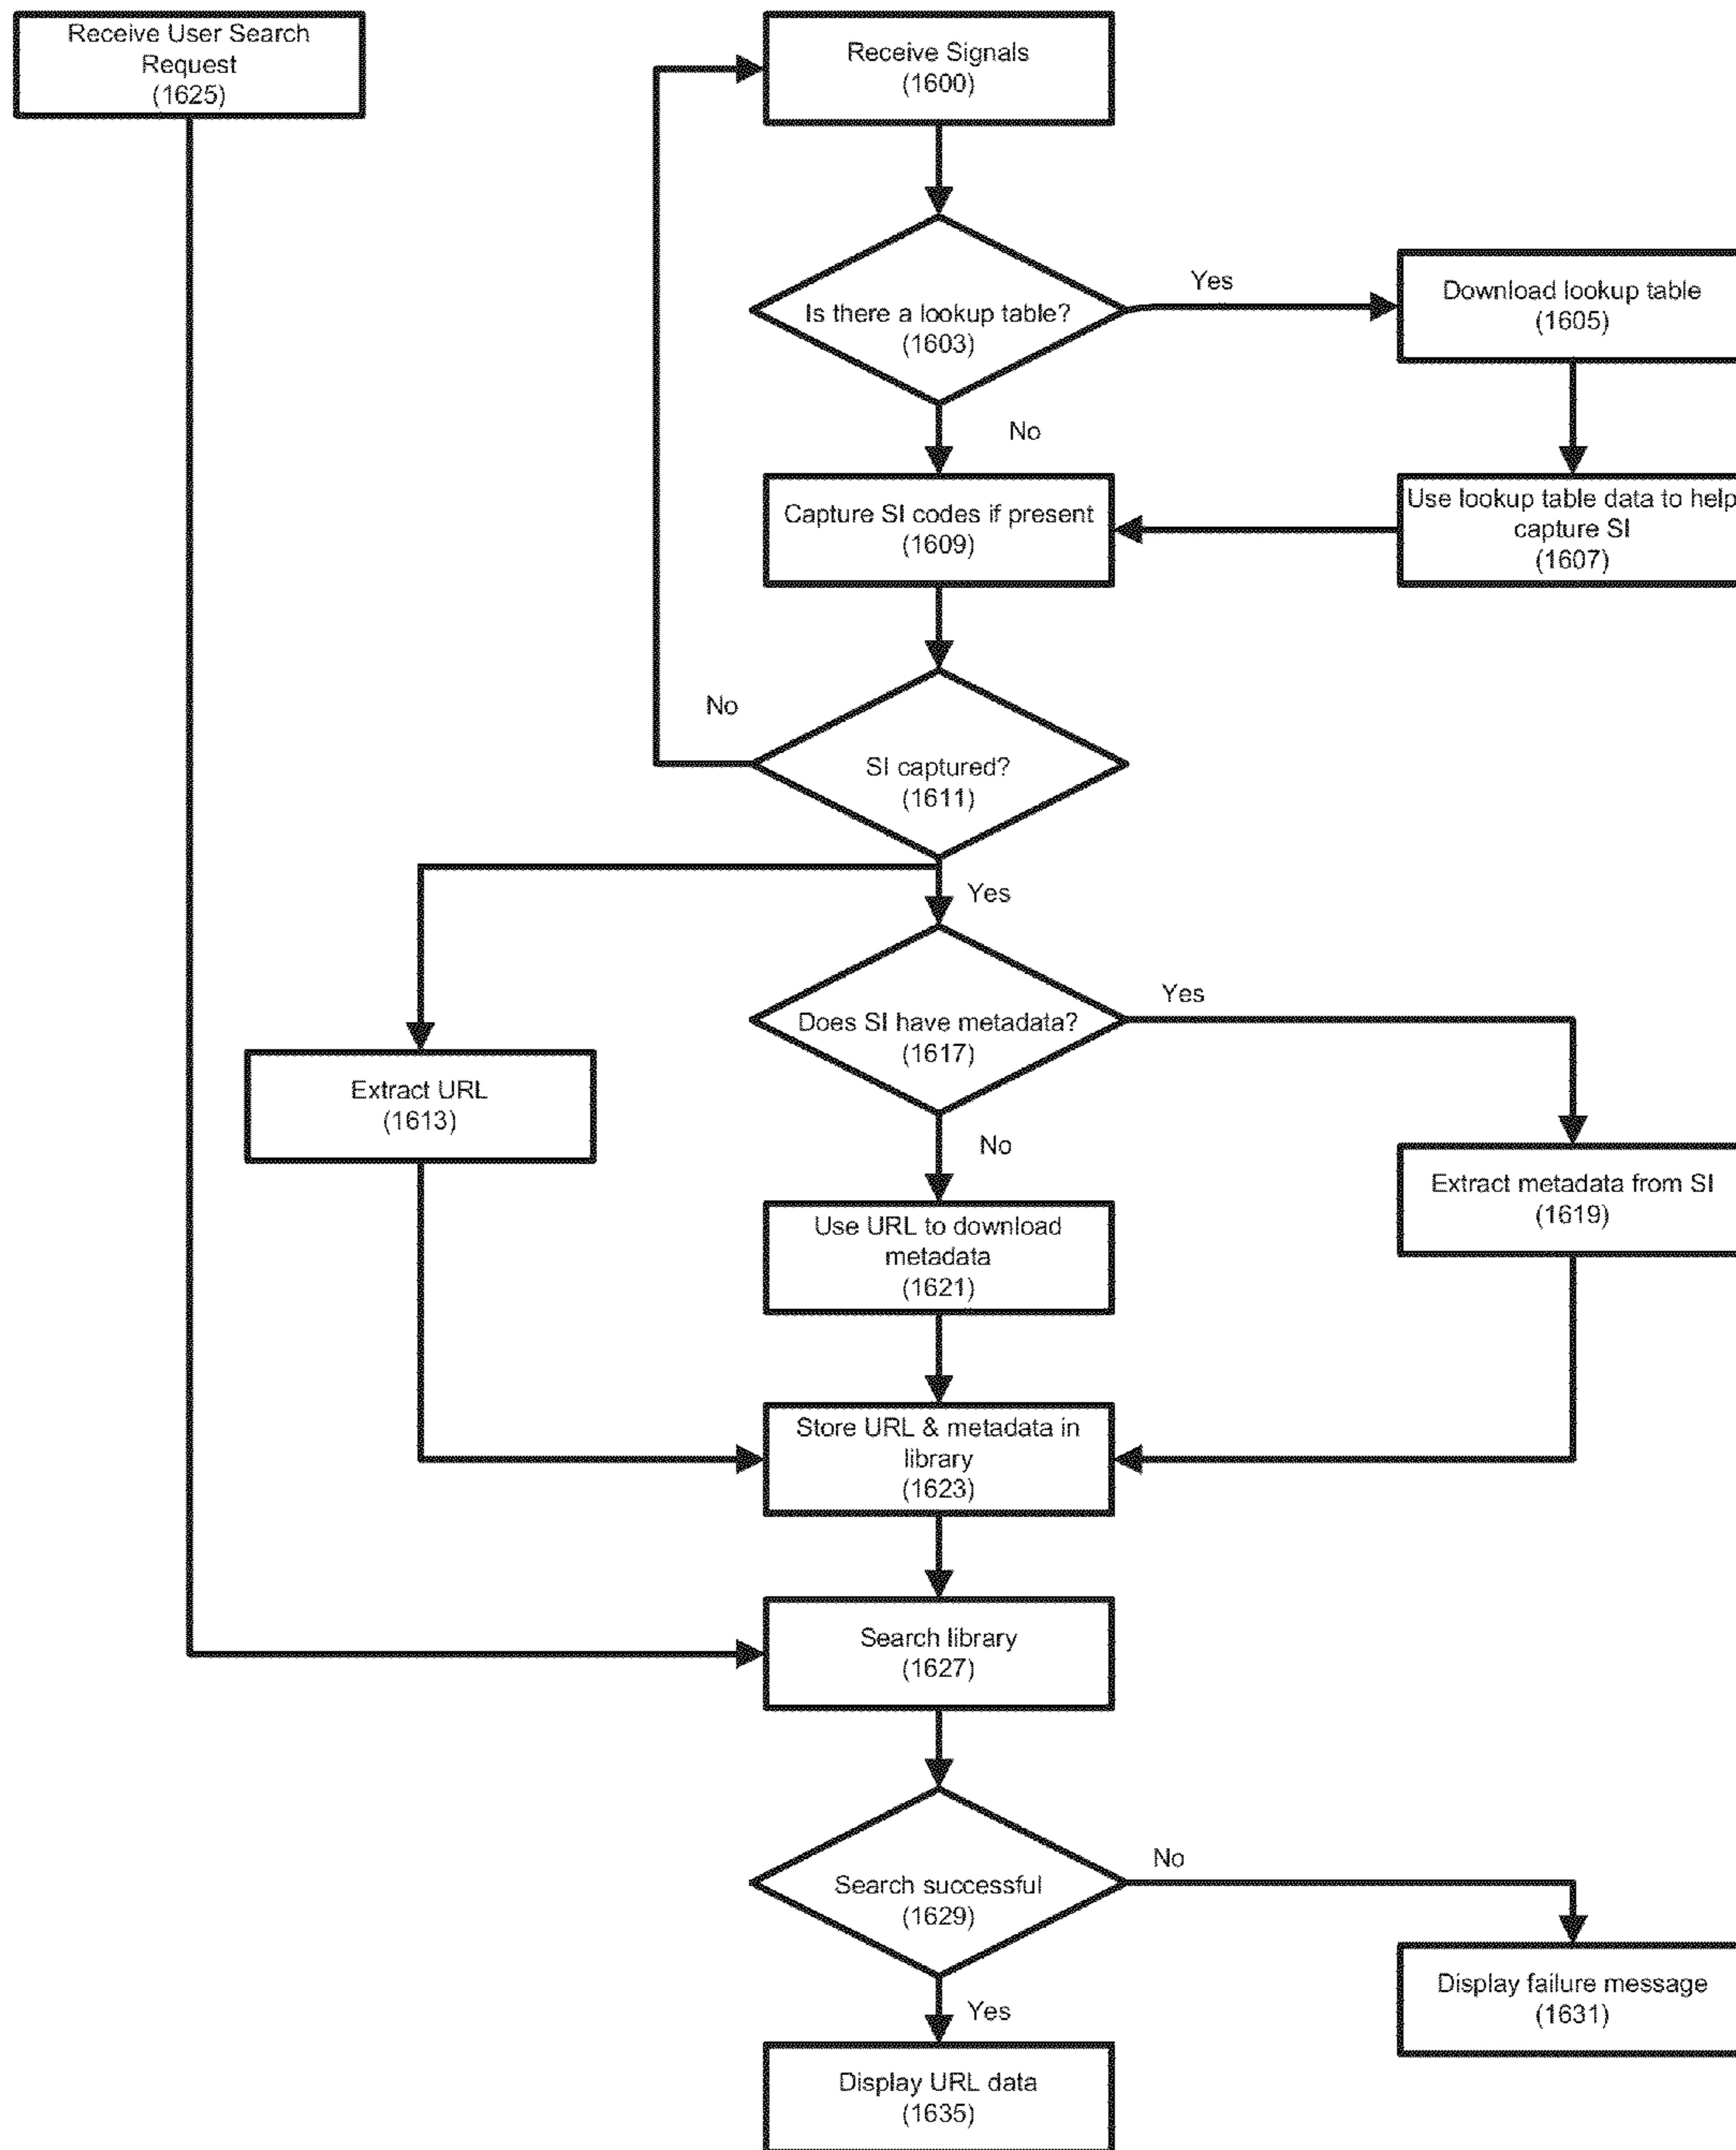 Receive User Search
Request
(1625)
Receive Signals
(1600)
Is there a lookup table?
(1603)
Yes
Download lookup table
(1605)
No
Capture SI codes if present
(1609)
Use lookup table data to help
capture SI
(1607)
No
SI captured?
(1611)
Yes
Does SI have metadata?
(1617)
Yes
Extract URL
(1613)
No
Extract metadata from SI
(1619)
Use URL to download
metadata
(1621)
Store URL & metadata in
library
(1623)
Search library
(1627)
Search successful
(1629)
No
Display failure message
(1631)
Yes
Display URL data
(1635)